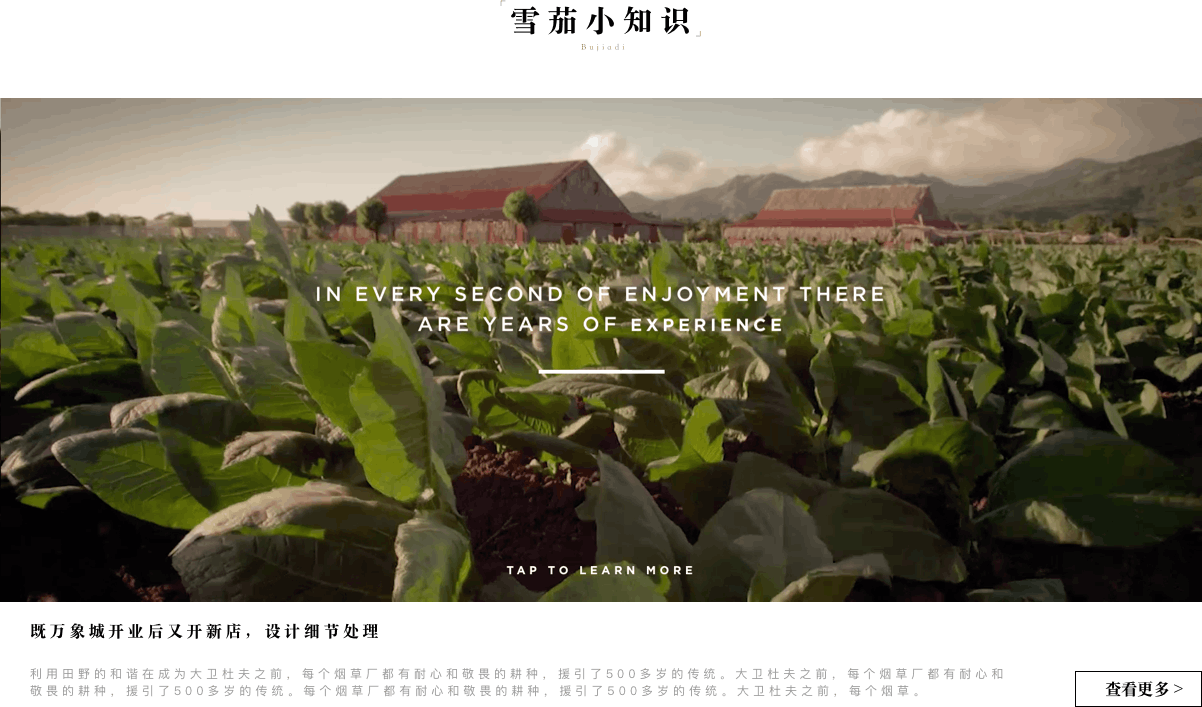 雪茄小知识
Bujiadi
IN EVERY SECOND OF ENJOYMENT THERE
ARE YEARS OF EXPERIENCE
TAP TO LEARN MORE
既万象城开业后又开新店，设计细节处理
利用田野的和谐在成为大卫杜夫之前，每个烟草厂都有耐心和敬畏的耕种，援引了500多岁的传统。大卫杜夫之前，每个烟草厂都有耐心和
敬畏的耕种，援引了500多岁的传统。每个烟草厂都有耐心和敬畏的耕种，援引了500多岁的传统。大卫杜夫之前，每个烟草。
查看更多 >